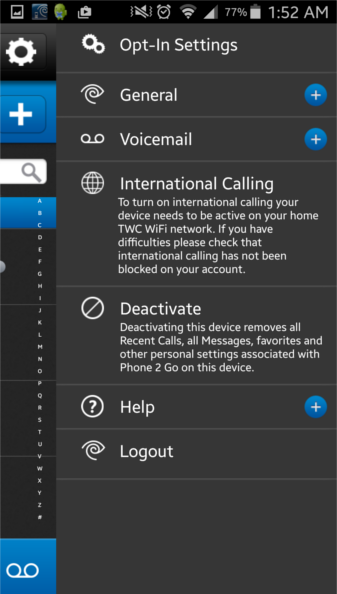 77% 1:52 AM
Opt-In Settings
General
Voicemail
International Calling
To turn on international calling your
device needs to be active on your home
TWC WiFi network. If you have
difficulties please check that
international calling has not been
blocked on your account.
Deactivate
Deactivating this device removes all
Recent Calls, all Messages, favorites and
other personal settings associated with
Phone 2 Go on this device.
Help
Logout
A
B
C
D
E
F
G
H
I
J
K
L
M
N
O
P
Q
R
S
T
U
V
W
X
Y
Z
#